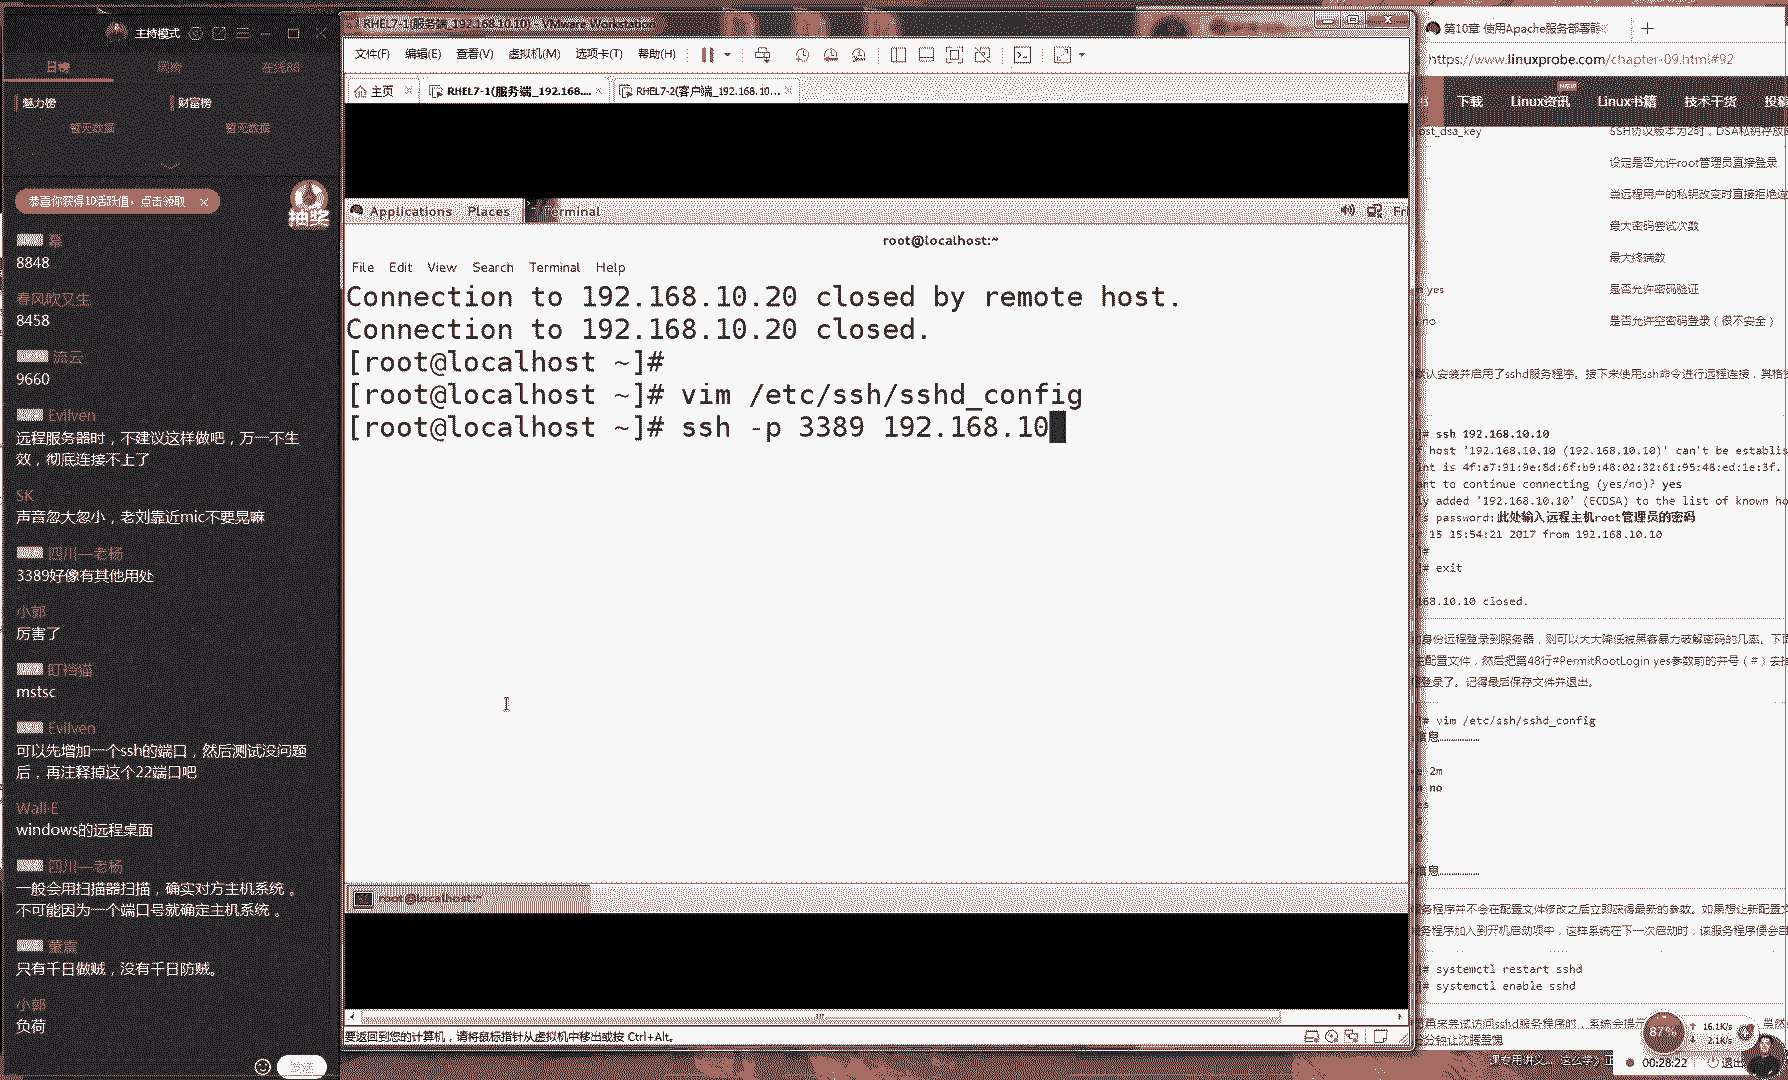 主持模式
日榜
周榜
在线88
魅力榜
财富榜
暂无数据
暂无数据
恭喜你获得10活跃值，点击领取
抽奖
幕
8848
春风吹又生
8458
流云
9660
Evilven
远程服务器时，不建议这样做吧，万一不生
效，彻底连接不上了
SK
声音忽大忽小，老刘靠近mic不要晃嘛
四川—老杨
3389好像有其他用处
小郭
厉害了
叮裆猫
mstsc
Evilven
可以先增加一个ssh的端口，然后测试没问题
后，再注释掉这个22端口吧
Wall·E
windows的远程桌面
四川—老杨
一般会用扫描器扫描，确实对方主机系统 。
不可能因为一个端口号就确定主机系统 。
董震
只有千日做贼，没有千日防贼。
小郭
负荷
发送
RHEL7-1(服务端_192.168.10.10) - VMware Workstation
文件(F) 编辑(E) 查看(V) 虚拟机(M) 选项卡(T) 帮助(H)
主页
RHEL7-1(服务端_192.168....
RHEL7-2(客户端_192.168.10...
Applications Places Terminal
Fri
root@localhost:~
File Edit View Search Terminal Help
Connection to 192.168.10.20 closed by remote host.
Connection to 192.168.10.20 closed.
[root@localhost ~]#
[root@localhost ~]# vim /etc/ssh/sshd_config
[root@localhost ~]# ssh -p 3389 192.168.10
root@localhost:~
要返回到您的计算机，请将鼠标指针从虚拟机中移出或按 Ctrl+Alt。
第10章 使用Apache服务部署静
https://www.linuxprobe.com/chapter-09.html#92
下载 Linux资讯 Linux书籍 技术干货 投稿
ost_dsa_key
SSH协议版本为2时，DSA私钥存放的
设定是否允许root管理员直接登录
当远程用户的私钥改变时直接拒绝连
最大密码尝试次数
最大终端数
yes
是否允许密码验证
no
是否允许空密码登录（很不安全）
默认安装并启用了sshd服务程序。接下来使用ssh命令进行远程连接，其格式
]# ssh 192.168.10.10
f host '192.168.10.10 (192.168.10.10)' can't be establis
int is 4f:a7:91:9e:8d:6f:b9:48:02:32:61:95:48:ed:1e:3f.
ant to continue connecting (yes/no)? yes
ly added '192.168.10.10' (ECDSA) to the list of known ho
's password:此处输入远程主机root管理员的密码
15 15:54:21 2017 from 192.168.10.10
]#
]# exit
168.10.10 closed.
身份远程登录到服务器，则可以大大降低被黑客暴力破解密码的几率。下面
主配置文件，然后把第48行#PermitRootLogin yes参数前的井号（#）去掉
登录了。记得最后保存文件并退出。
]# vim /etc/ssh/sshd_config
信息………………
2m
no
信息………………
服务程序并不会在配置文件修改之后立即获得最新的参数。如果想让新配置文
服务程序加入到开机启动项中，这样系统在下一次启动时，该服务程序便会自
]# systemctl restart sshd
]# systemctl enable sshd
再来尝试访问sshd服务程序时，系统会提示
87%
16.1K/s
2.1K/s
00:28:22
退出